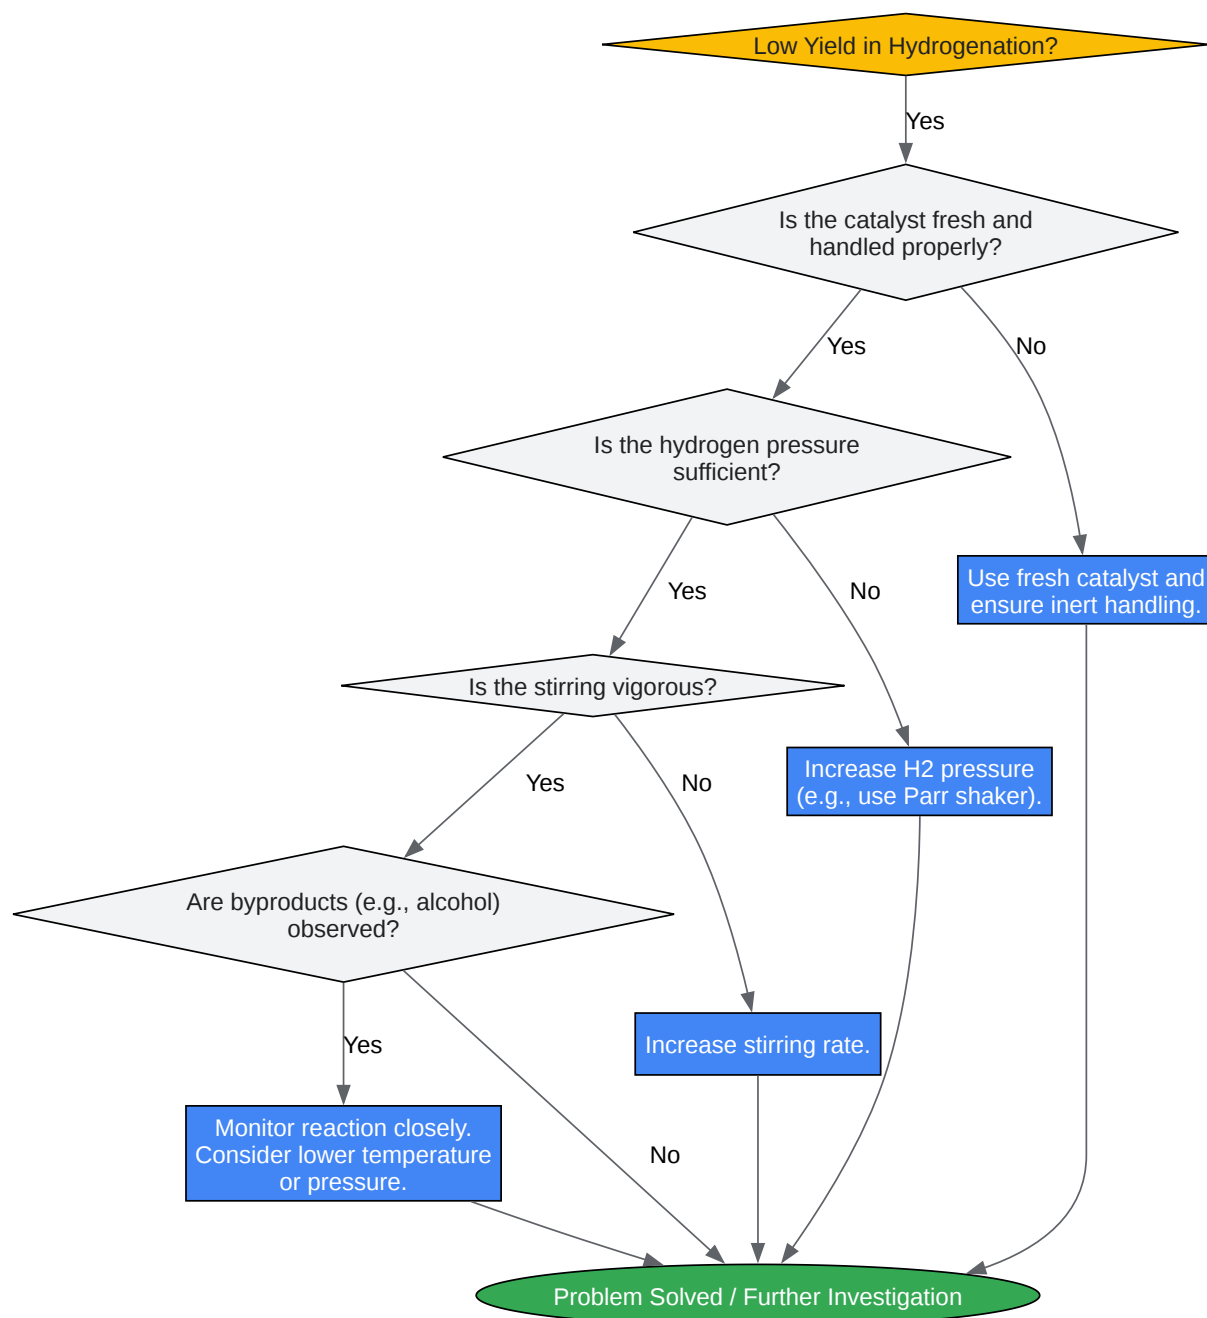 Low Yield in Hydrogenation?
Yes
Is the catalyst fresh and
handled properly?
Yes
No
Is the hydrogen pressure
sufficient?
Yes
No
Use fresh catalyst and
ensure inert handling.
Is the stirring vigorous?
Yes
No
Increase H2 pressure
(e.g., use Parr shaker).
Are byproducts (e.g., alcohol)
observed?
Yes
No
Increase stirring rate.
Monitor reaction closely.
Consider lower temperature
or pressure.
Problem Solved / Further Investigation